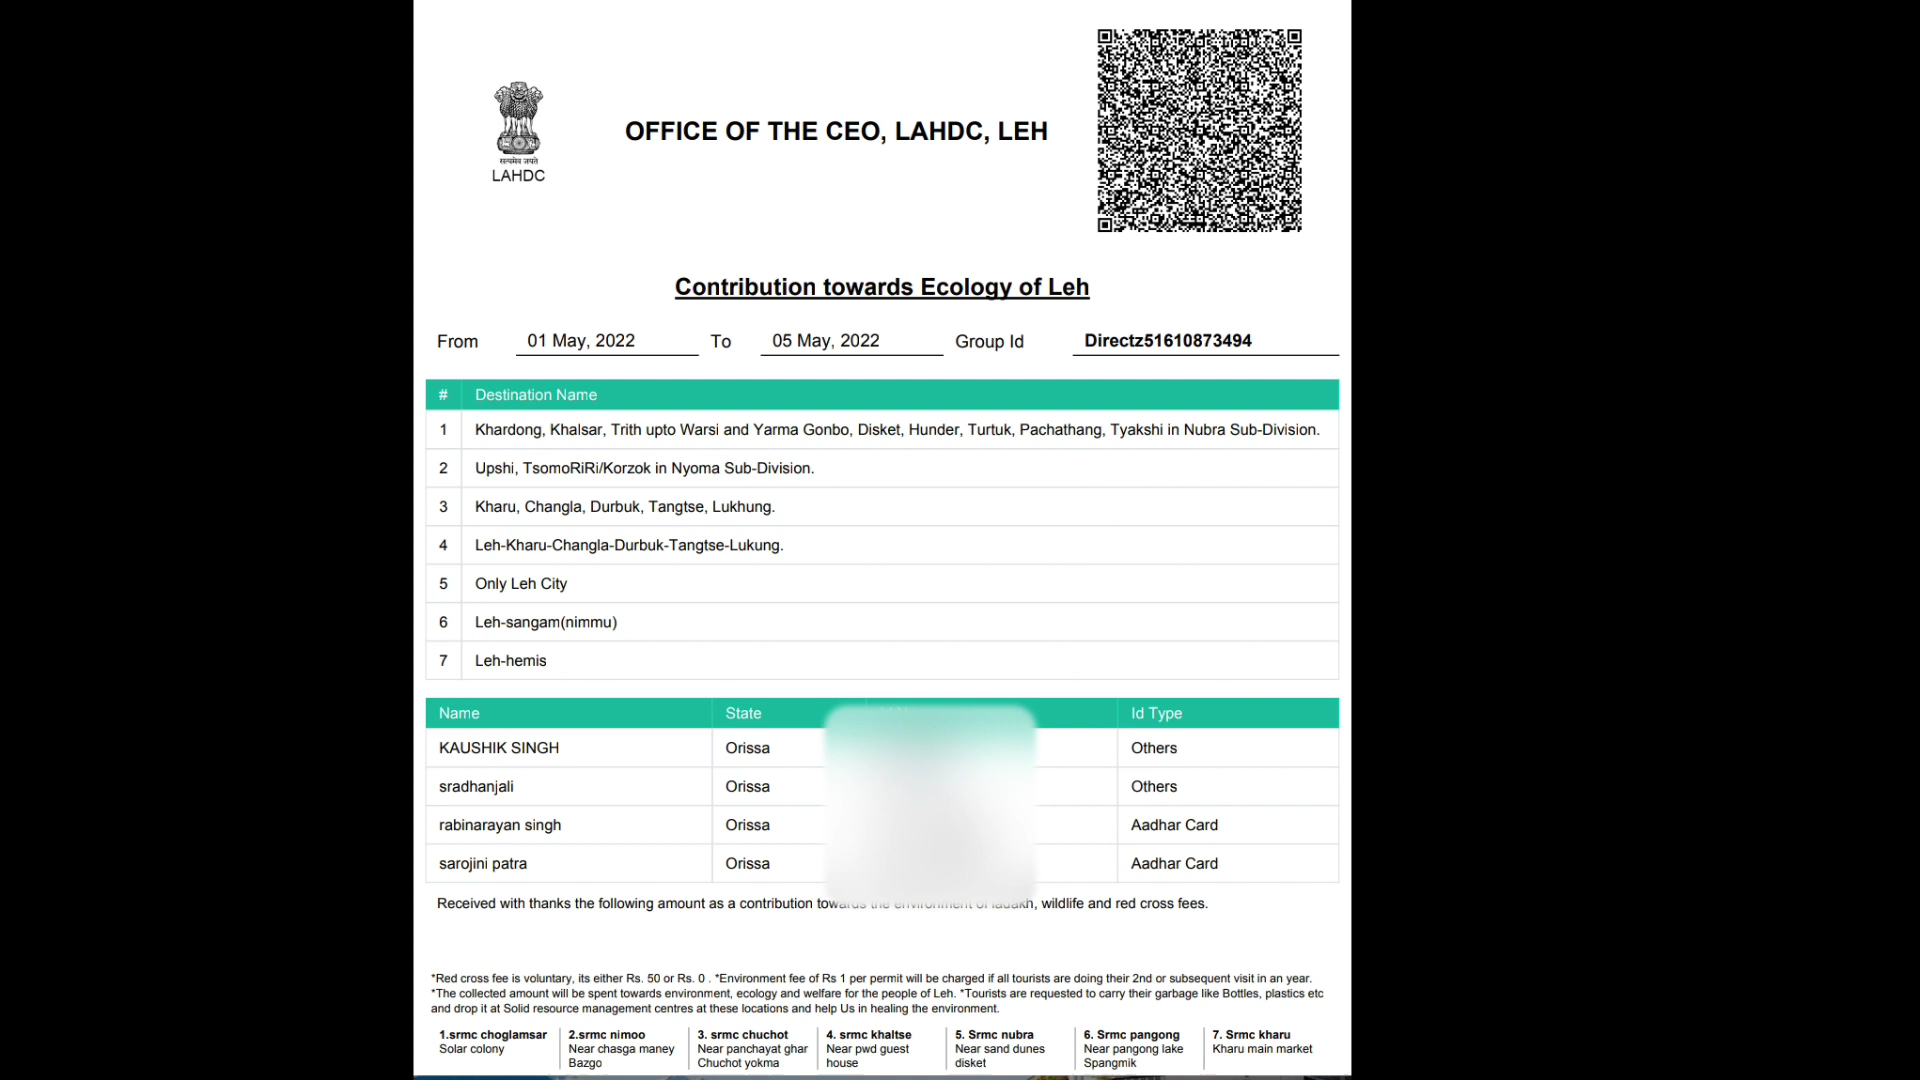 सत्यमेव जयते
LAHDC
OFFICE OF THE CEO, LAHDC, LEH
Contribution towards Ecology of Leh
From 01 May, 2022 To 05 May, 2022 Group Id Directz51610873494
# Destination Name
1 Khardong, Khalsar, Trith upto Warsi and Yarma Gonbo, Disket, Hunder, Turtuk, Pachathang, Tyakshi in Nubra Sub-Division.
2 Upshi, TsomoRiRi/Korzok in Nyoma Sub-Division.
3 Kharu, Changla, Durbuk, Tangtse, Lukhung.
4 Leh-Kharu-Changla-Durbuk-Tangtse-Lukung.
5 Only Leh City
6 Leh-sangam(nimmu)
7 Leh-hemis
Name State Id Type
KAUSHIK SINGH Orissa Others
sradhanjali Orissa Others
rabinarayan singh Orissa Aadhar Card
sarojini patra Orissa Aadhar Card
Received with thanks the following amount as a contribution towards the environment of ladakh, wildlife and red cross fees.
*Red cross fee is voluntary, its either Rs. 50 or Rs. 0 . *Environment fee of Rs 1 per permit will be charged if all tourists are doing their 2nd or subsequent visit in an year.
*The collected amount will be spent towards environment, ecology and welfare for the people of Leh. *Tourists are requested to carry their garbage like Bottles, plastics etc
and drop it at Solid resource management centres at these locations and help Us in healing the environment.
1.srmc choglamsar
Solar colony
2.srmc nimoo
Near chasga maney
Bazgo
3. srmc chuchot
Near panchayat ghar
Chuchot yokma
4. srmc khaltse
Near pwd guest
house
5. Srmc nubra
Near sand dunes
disket
6. Srmc pangong
Near pangong lake
Spangmik
7. Srmc kharu
Kharu main market